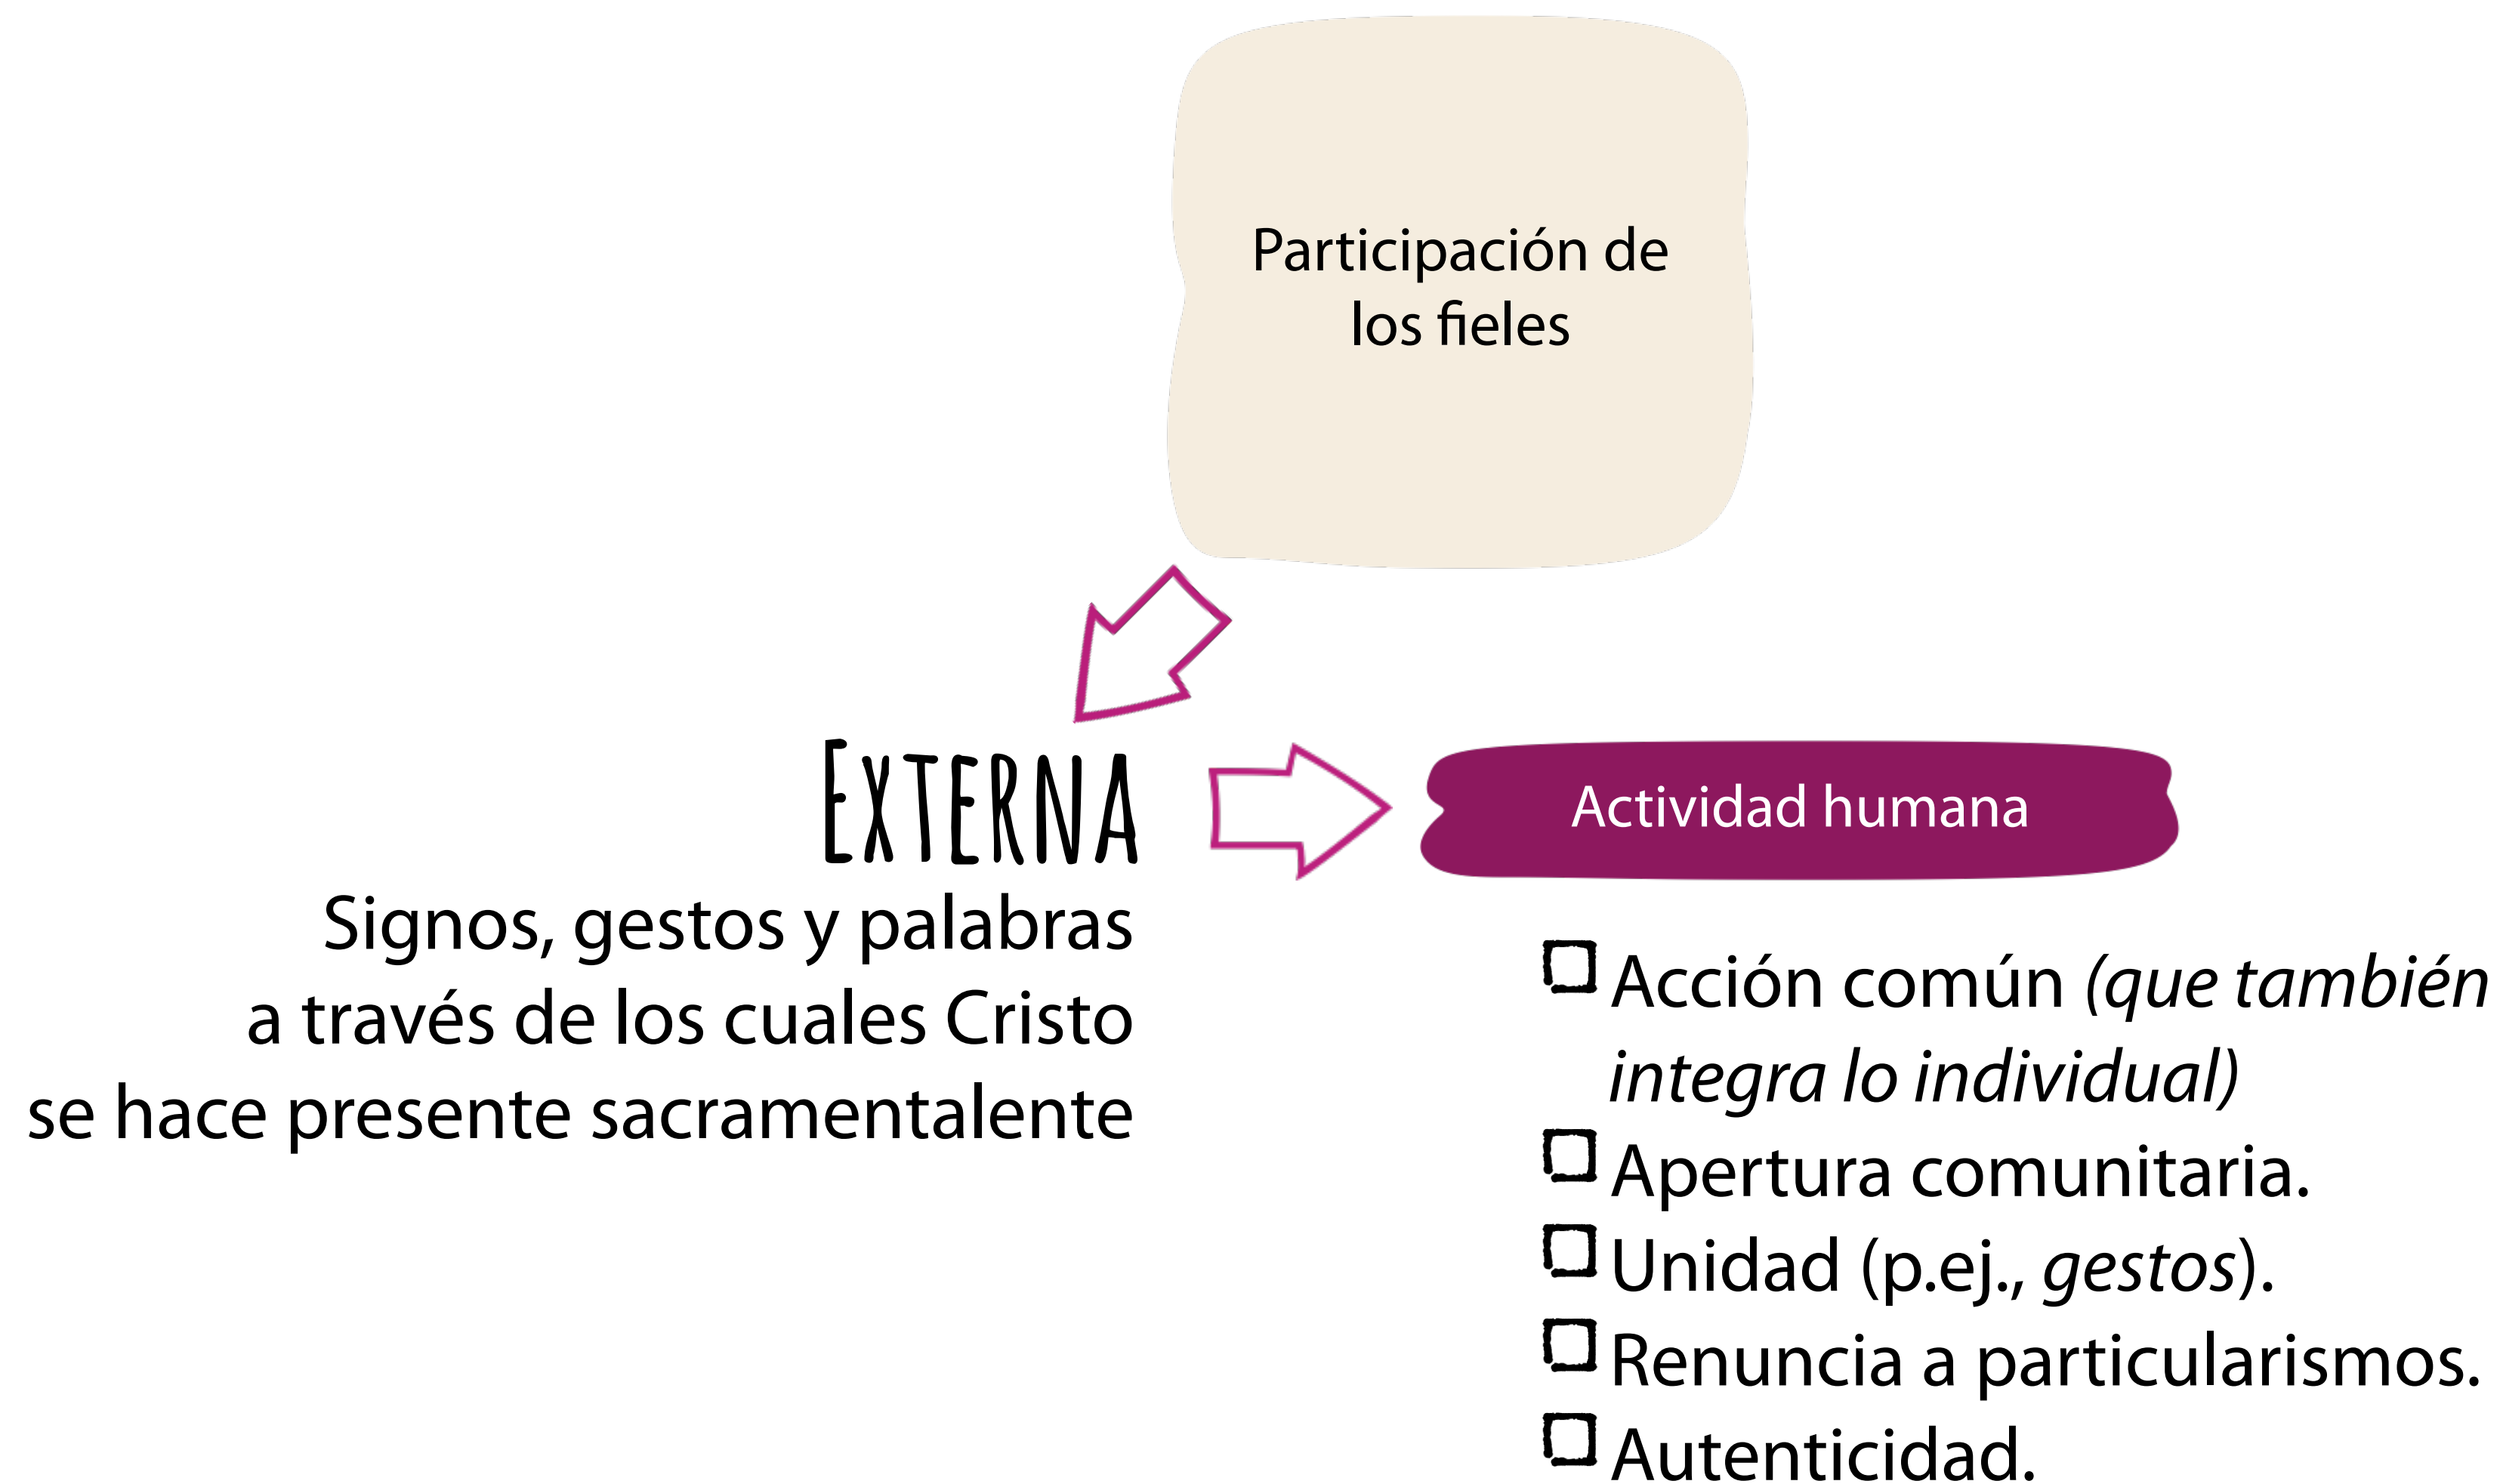 Participación de
los fieles
EXTERNA
Signos, gestos y palabras
a través de los cuales Cristo
se hace presente sacramentalente
Actividad humana
Acción común (que también
integra lo individual)
Apertura comunitaria.
Unidad (p.ej., gestos).
Renuncia a particularismos.
Autenticidad.